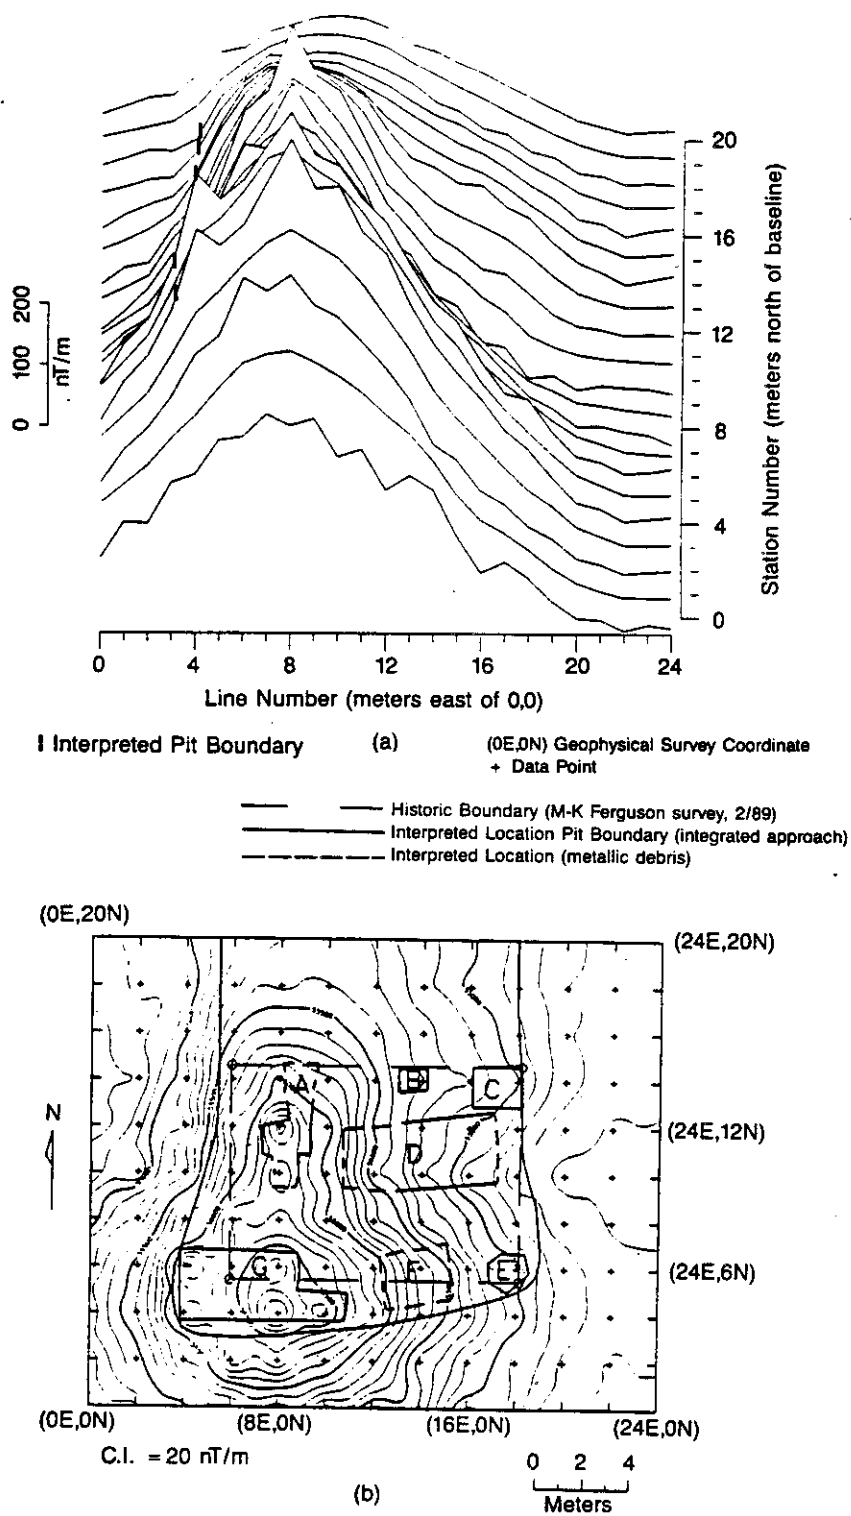 20
16
12
8
4
0
Station Number (meters north of baseline)
200
100
0
nT/m
0 4 8 12 16 20 24
Line Number (meters east of 0,0)
Interpreted Pit Boundary
(a)
(0E,0N) Geophysical Survey Coordinate
+ Data Point
Historic Boundary (M-K Ferguson survey, 2/89)
Interpreted Location Pit Boundary (integrated approach)
Interpreted Location (metallic debris)
(0E,20N)
(24E,20N)
A
B
C
N
D
(24E,12N)
G
F
E
(24E,6N)
(0E,0N) (8E,0N) (16E,0N) (24E,0N)
C.I. = 20 nT/m
0 2 4
Meters
(b)